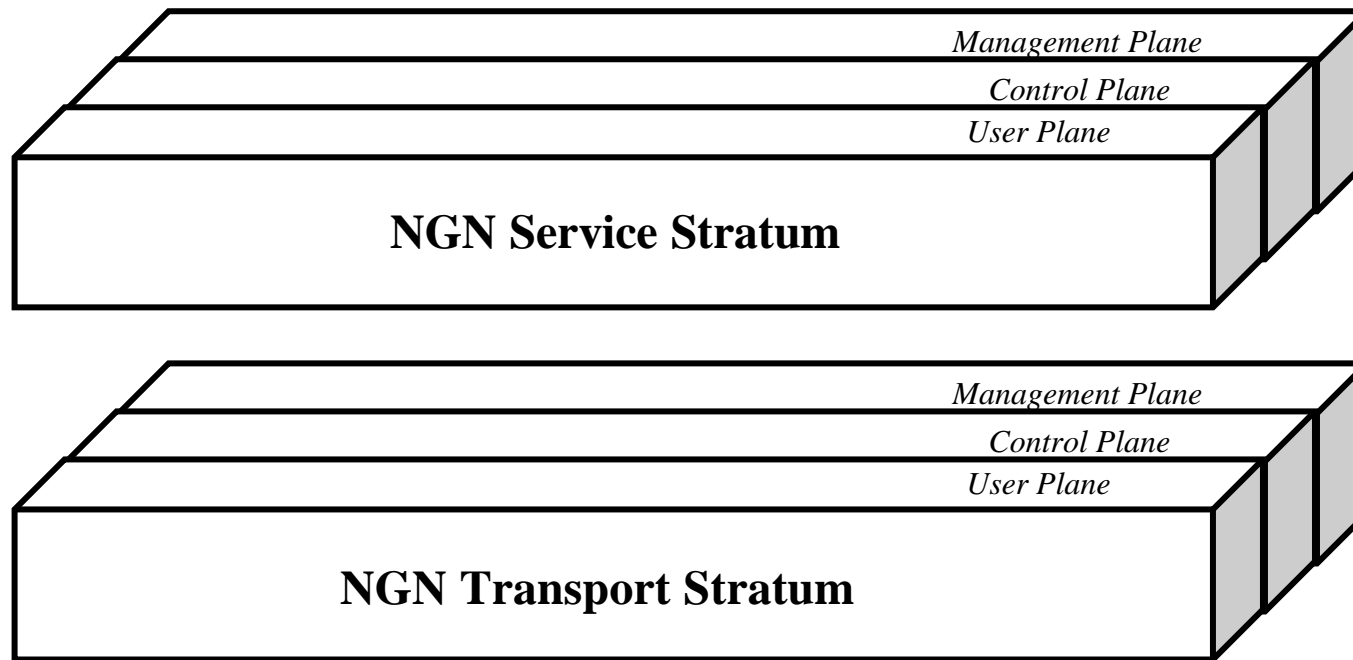 Management Plane
Control Plane
User Plane
NGN Service Stratum
Management Plane
Control Plane
User Plane
NGN Transport Stratum